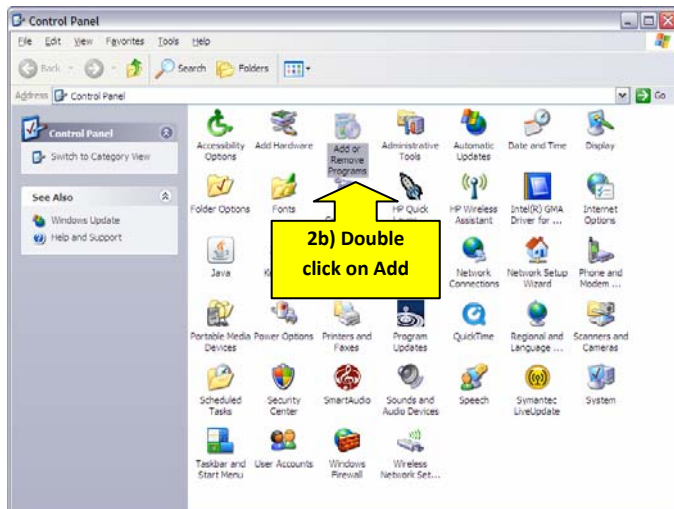 Control Panel
File Edit View Favorites Tools Help
Back Search Folders
Address Control Panel Go
Control Panel
Switch to Category View
See Also
Windows Update
Help and Support
Accessibility Options
Add Hardware
Add or Remove Programs
Administrative Tools
Automatic Updates
Date and Time
Display
Folder Options
Fonts
HP Quick
HP Wireless Assistant
Intel(R) GMA Driver for ...
Internet Options
2b) Double
click on Add
Java
Network Connections
Network Setup Wizard
Phone and Modem ...
Portable Media Devices
Power Options
Printers and Faxes
Program Updates
QuickTime
Regional and Language ...
Scanners and Cameras
Scheduled Tasks
Security Center
SmartAudio
Sounds and Audio Devices
Speech
Symantec LiveUpdate
System
Taskbar and Start Menu
User Accounts
Windows Firewall
Wireless Network Set...